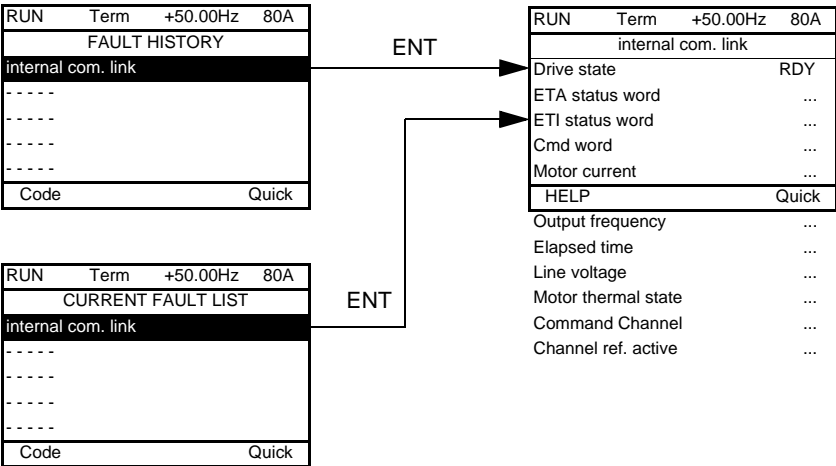 RUN Term +50.00Hz 80A
FAULT HISTORY
internal com. link
- - - - -
- - - - -
- - - - -
- - - - -
Code Quick
ENT
RUN Term +50.00Hz 80A
CURRENT FAULT LIST
internal com. link
- - - - -
- - - - -
- - - - -
- - - - -
Code Quick
ENT
RUN Term +50.00Hz 80A
internal com. link
Drive state RDY
ETA status word ...
ETI status word ...
Cmd word ...
Motor current ...
HELP Quick
Output frequency ...
Elapsed time ...
Line voltage ...
Motor thermal state ...
Command Channel ...
Channel ref. active ...